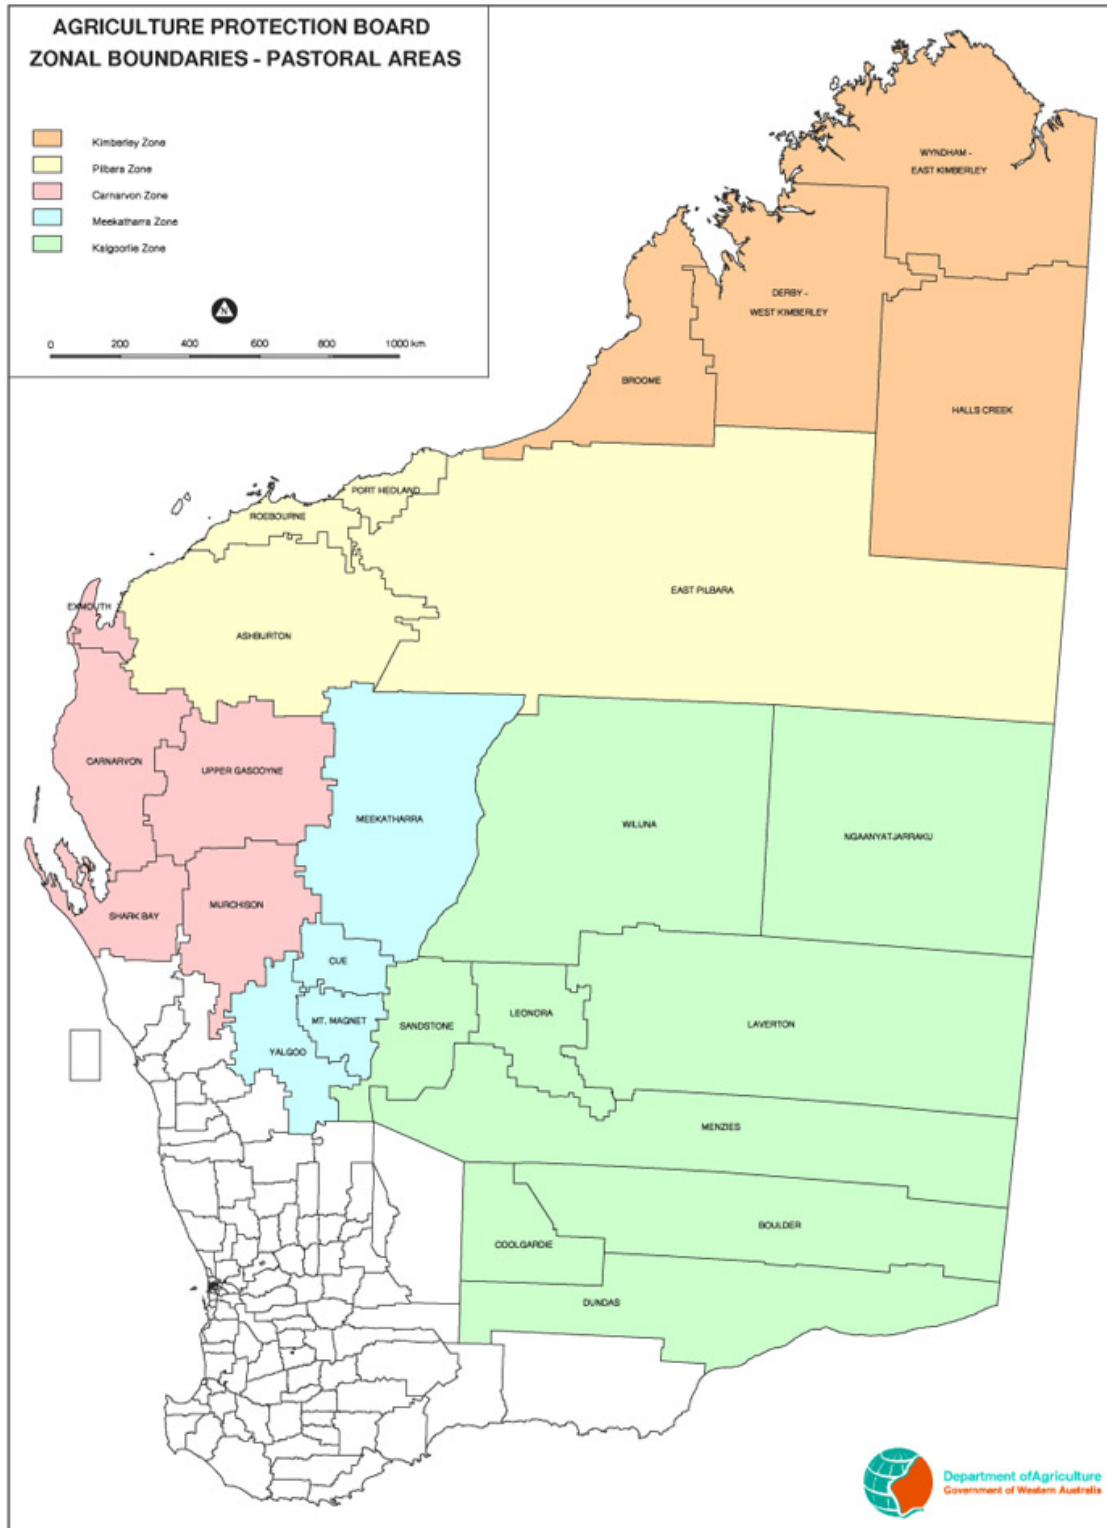 AGRICULTURE PROTECTION BOARD
ZONAL BOUNDARIES - PASTORAL AREAS
Kimberley Zone
Pilbara Zone
Carnarvon Zone
Meekatharra Zone
Kalgoorlie Zone
N
0 200 400 600 800 1000 km
WYNDHAM -
EAST KIMBERLEY
DERBY -
WEST KIMBERLEY
BROOME
HALLS CREEK
PORT HEDLAND
ROEBOURNE
EAST PILBARA
EXMOUTH
ASHBURTON
CARNARVON
UPPER GASCOYNE
MEEKATHARRA
WILUNA
NGAANYATJARRAKU
SHARK BAY
MURCHISON
CUE
MT. MAGNET
SANDSTONE
LEONORA
LAVERTON
YALGOO
MENZIES
BOULDER
COOLGARDIE
DUNDAS
Department of Agriculture
Government of Western Australia